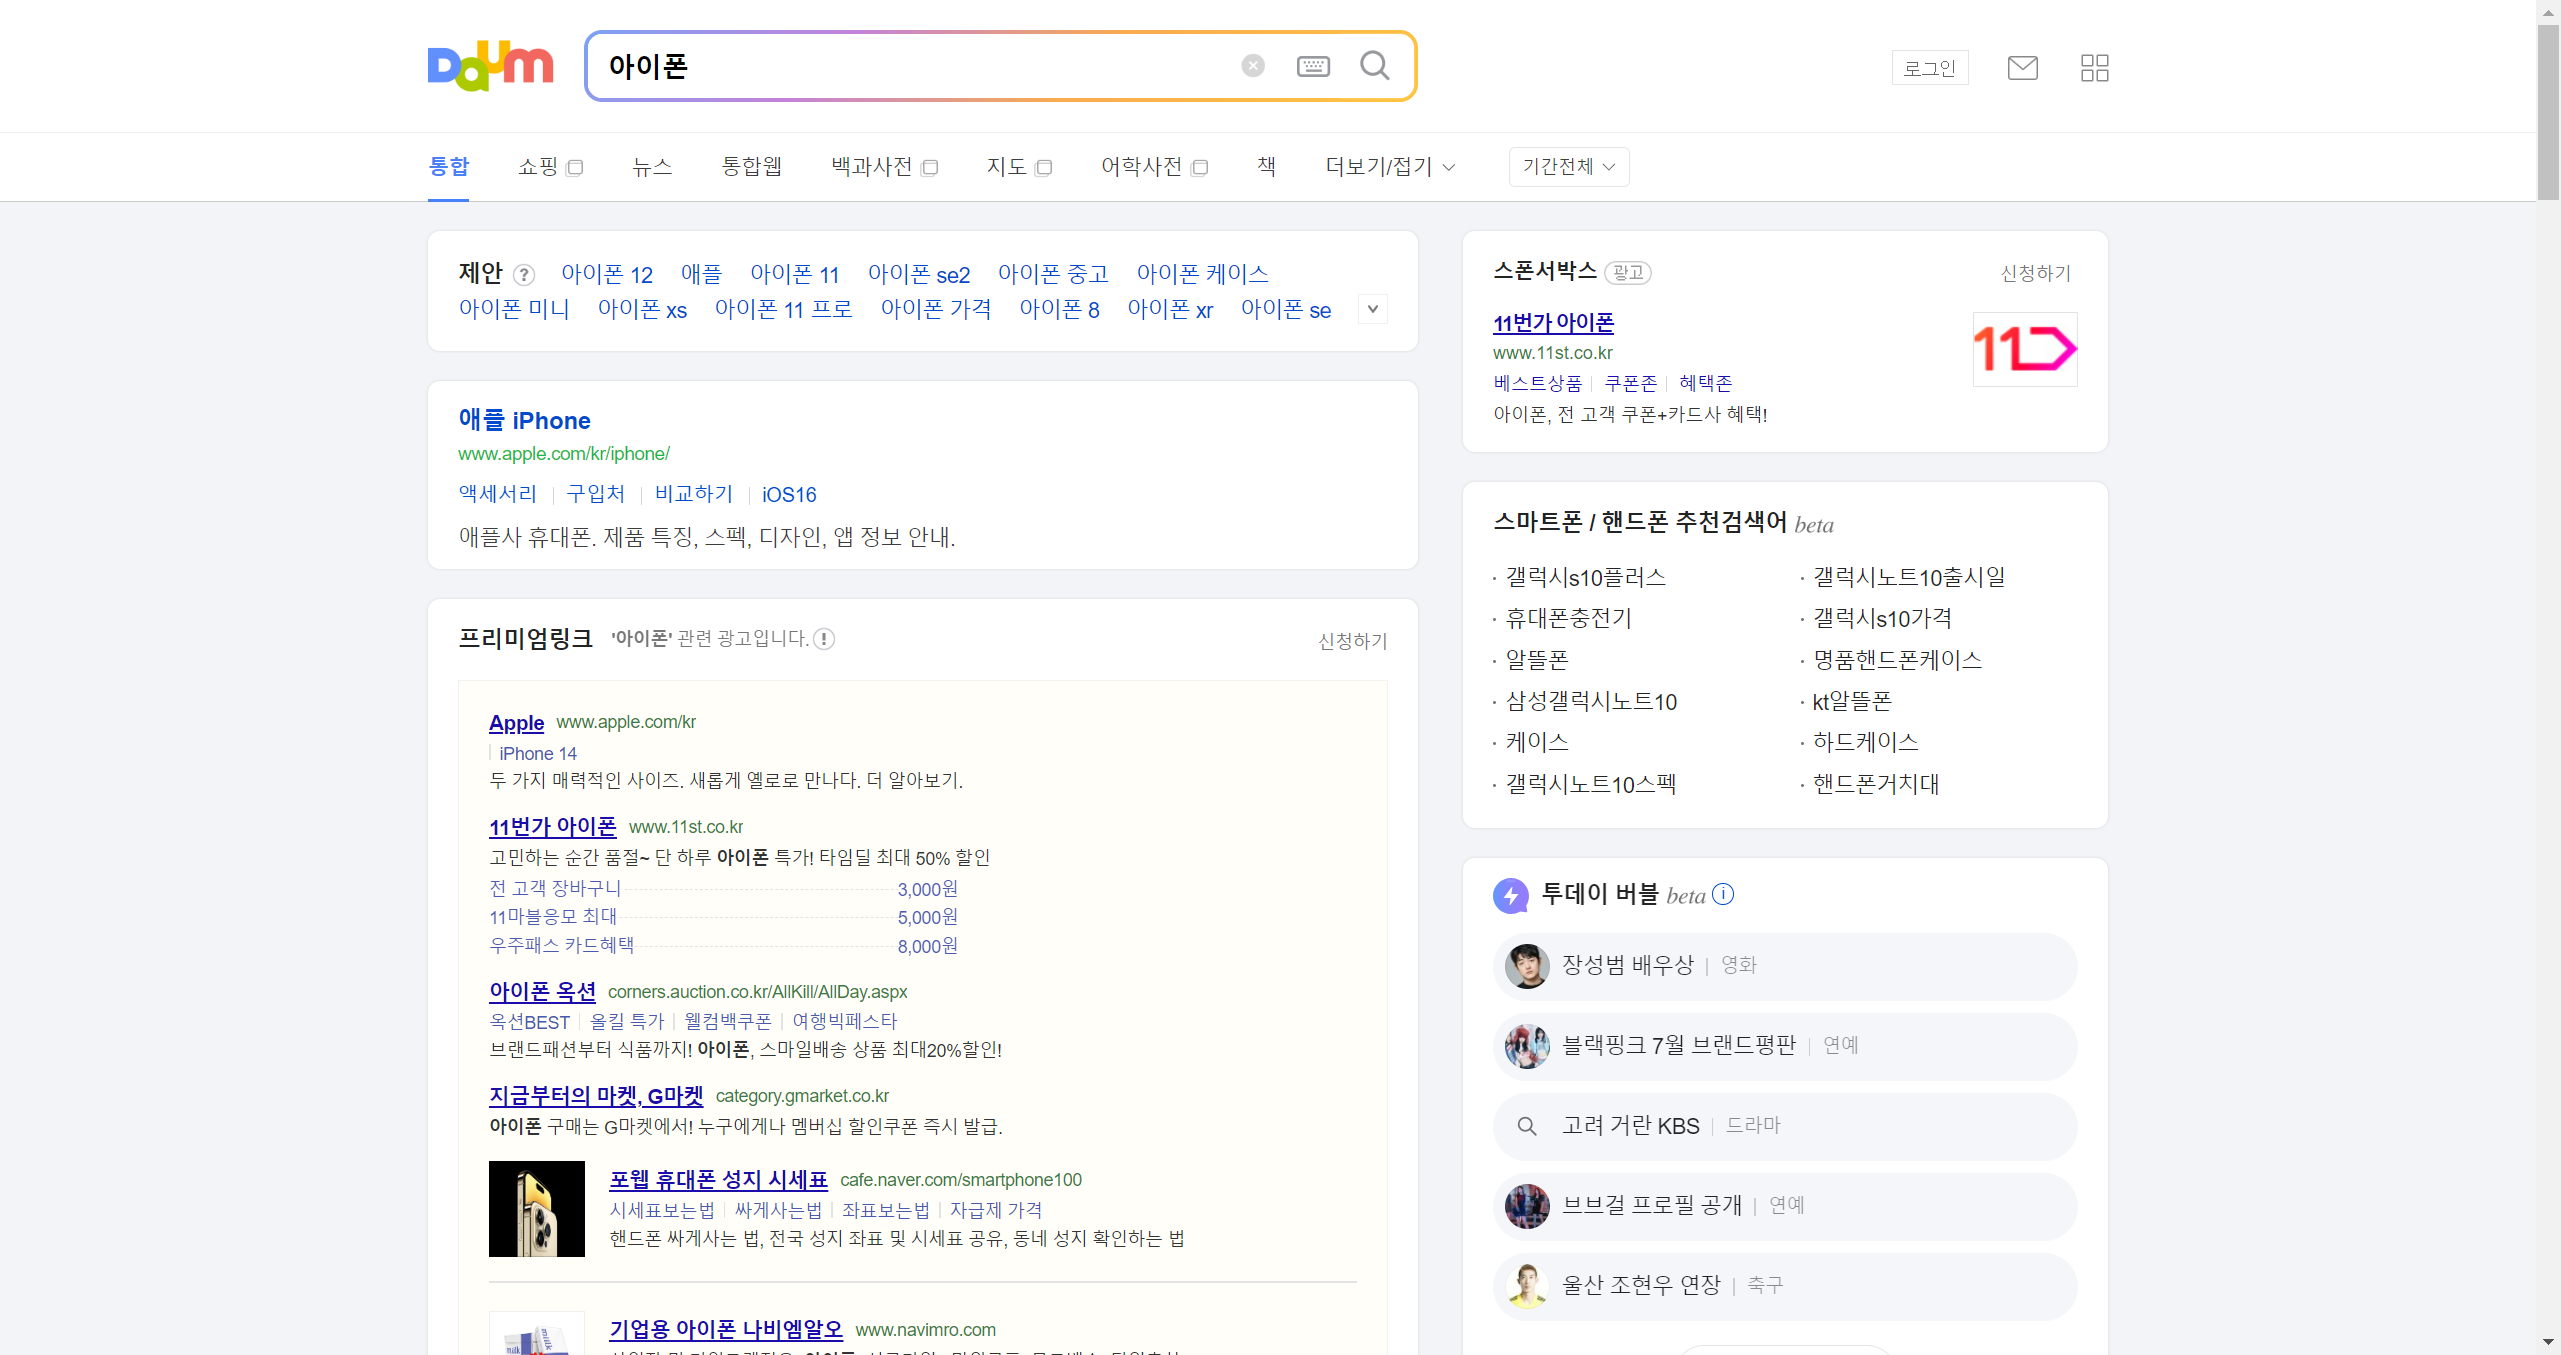 Daum
아이폰
로그인
통합 쇼핑 뉴스 통합웹 백과사전 지도 어학사전 책 더보기/접기 기간전체
제안 ? 아이폰 12 애플 아이폰 11 아이폰 se2 아이폰 중고 아이폰 케이스
아이폰 미니 아이폰 xs 아이폰 11 프로 아이폰 가격 아이폰 8 아이폰 xr 아이폰 se
애플 iPhone
www.apple.com/kr/iphone/
액세서리 구입처 비교하기 iOS16
애플사 휴대폰. 제품 특징, 스펙, 디자인, 앱 정보 안내.
프리미엄링크 '아이폰' 관련 광고입니다. ! 신청하기
Apple www.apple.com/kr
iPhone 14
두 가지 매력적인 사이즈. 새롭게 옐로로 만나다. 더 알아보기.
11번가 아이폰 www.11st.co.kr
고민하는 순간 품절~ 단 하루 아이폰 특가! 타임딜 최대 50% 할인
전 고객 장바구니 3,000원
11마블응모 최대 5,000원
우주패스 카드혜택 8,000원
아이폰 옥션 corners.auction.co.kr/AllKill/AllDay.aspx
옥션BEST 올킬 특가 웰컴백쿠폰 여행빅페스타
브랜드패션부터 식품까지! 아이폰, 스마일배송 상품 최대20%할인!
지금부터의 마켓, G마켓 category.gmarket.co.kr
아이폰 구매는 G마켓에서! 누구에게나 멤버십 할인쿠폰 즉시 발급.
포웹 휴대폰 성지 시세표 cafe.naver.com/smartphone100
시세표보는법 싸게사는법 좌표보는법 자급제 가격
핸드폰 싸게사는 법, 전국 성지 좌표 및 시세표 공유, 동네 성지 확인하는 법
기업용 아이폰 나비엠알오 www.navimro.com
milk
milk
스폰서박스 광고 신청하기
11번가 아이폰
www.11st.co.kr
베스트상품 쿠폰존 혜택존
아이폰, 전 고객 쿠폰+카드사 혜택!
11
스마트폰 / 핸드폰 추천검색어 beta
· 갤럭시s10플러스 · 갤럭시노트10출시일
· 휴대폰충전기 · 갤럭시s10가격
· 알뜰폰 · 명품핸드폰케이스
· 삼성갤럭시노트10 · kt알뜰폰
· 케이스 · 하드케이스
· 갤럭시노트10스펙 · 핸드폰거치대
투데이 버블 beta i
장성범 배우상 영화
블랙핑크 7월 브랜드평판 연예
고려 거란 KBS 드라마
브브걸 프로필 공개 연예
울산 조현우 연장 축구